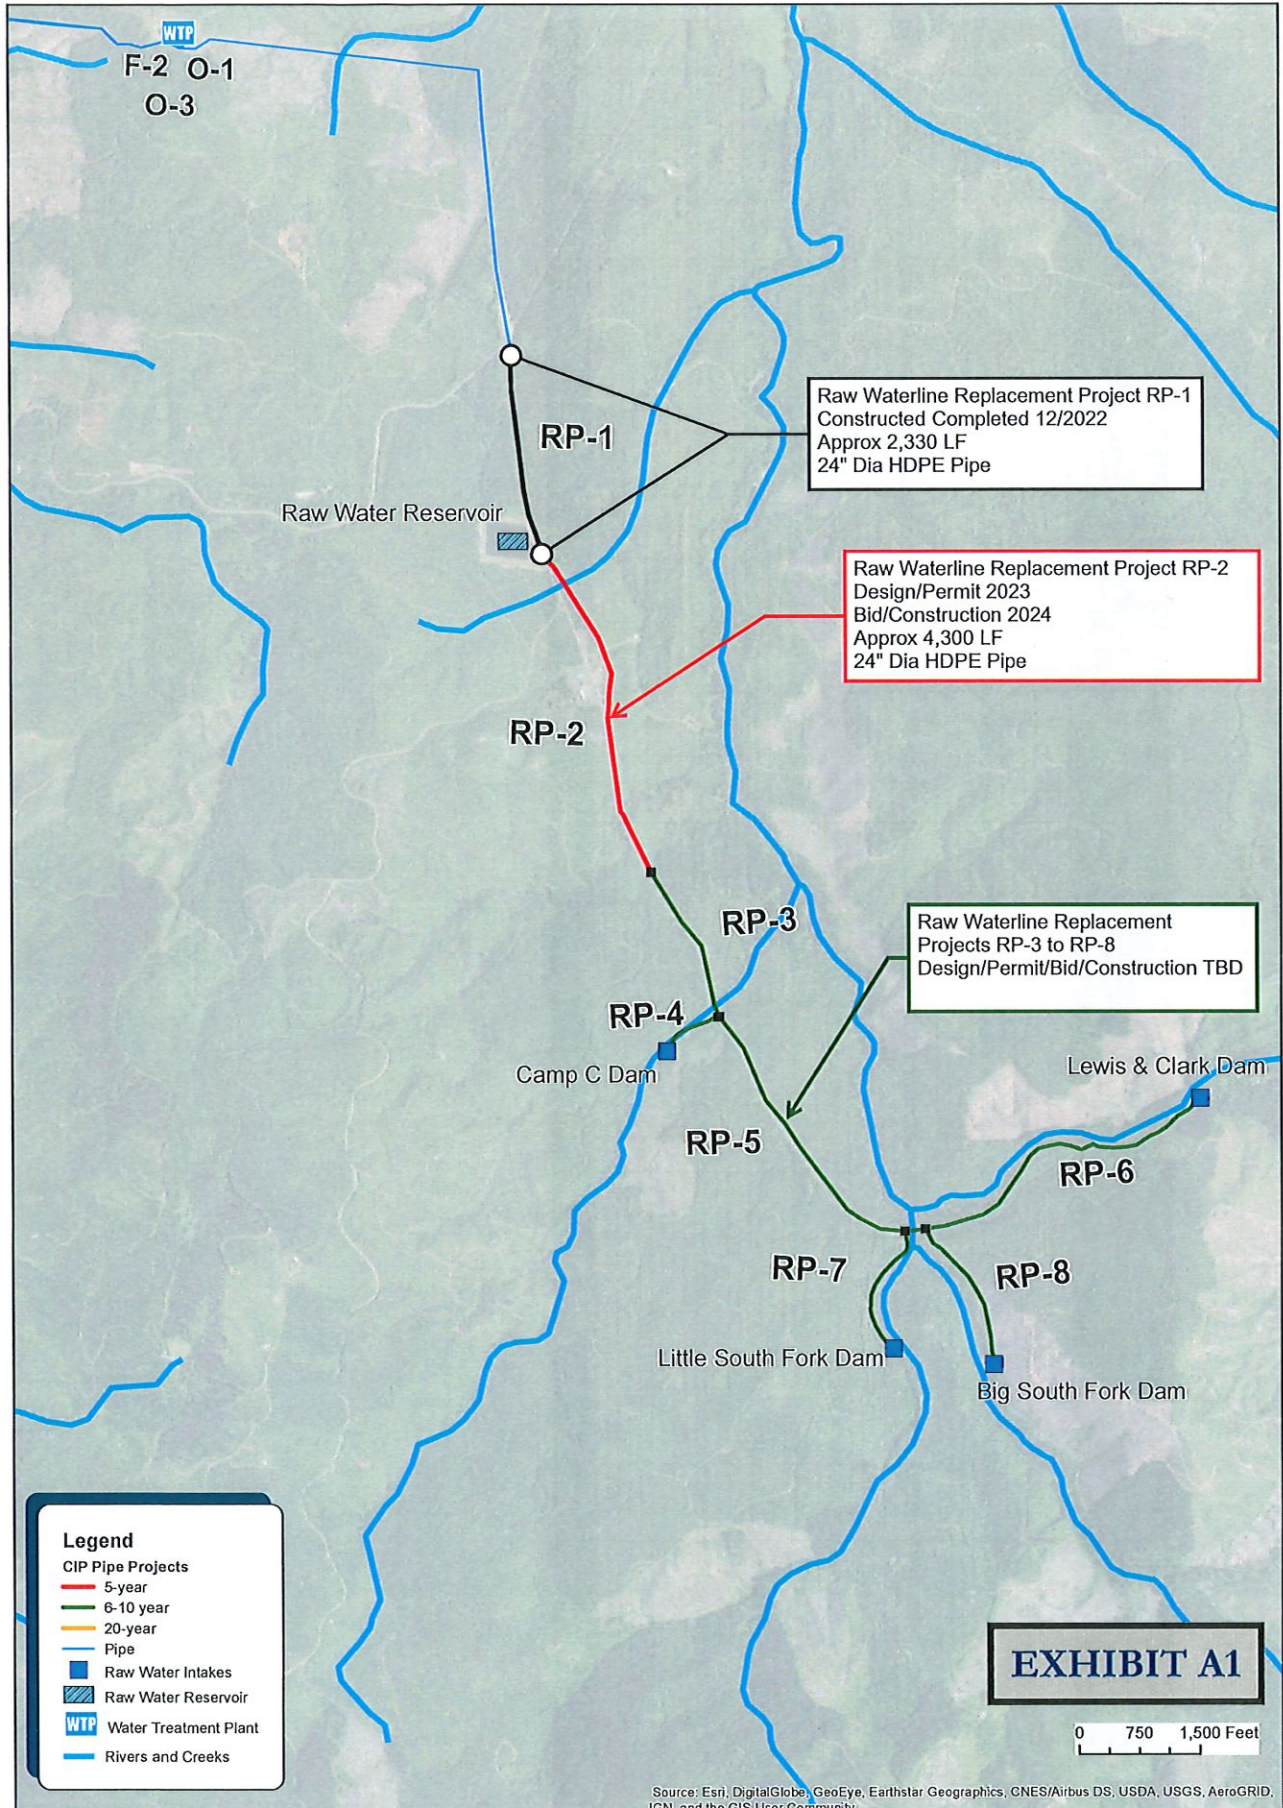 WTP
F-2 O-1
O-3
Raw Waterline Replacement Project RP-1
Constructed Completed 12/2022
Approx 2,330 LF
24" Dia HDPE Pipe
RP-1
Raw Water Reservoir
Raw Waterline Replacement Project RP-2
Design/Permit 2023
Bid/Construction 2024
Approx 4,300 LF
24" Dia HDPE Pipe
RP-2
RP-3
Raw Waterline Replacement
Projects RP-3 to RP-8
Design/Permit/Bid/Construction TBD
RP-4
Camp C Dam
Lewis & Clark Dam
RP-5
RP-6
RP-7
RP-8
Little South Fork Dam
Big South Fork Dam
Legend
CIP Pipe Projects
5-year
6-10 year
20-year
Pipe
Raw Water Intakes
Raw Water Reservoir
WTP Water Treatment Plant
Rivers and Creeks
EXHIBIT A1
0 750 1,500 Feet
Source: Esri, DigitalGlobe, GeoEye, Earthstar Geographics, CNES/Airbus DS, USDA, USGS, AeroGRID,
IGN, and the GIS User Community